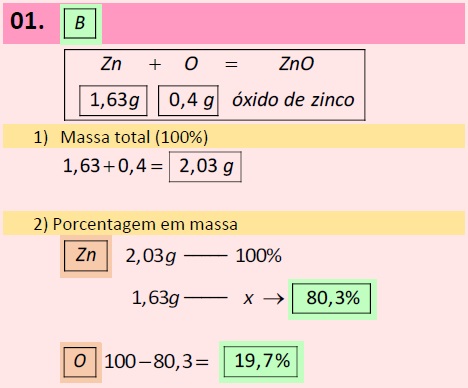 01. B
Zn + O = ZnO
1,63g 0,4 g óxido de zinco
1) Massa total (100%)
1,63+0,4= 2,03 g
2) Porcentagem em massa
Zn 2,03g —— 100%
1,63g —— x → 80,3%
O 100−80,3= 19,7%